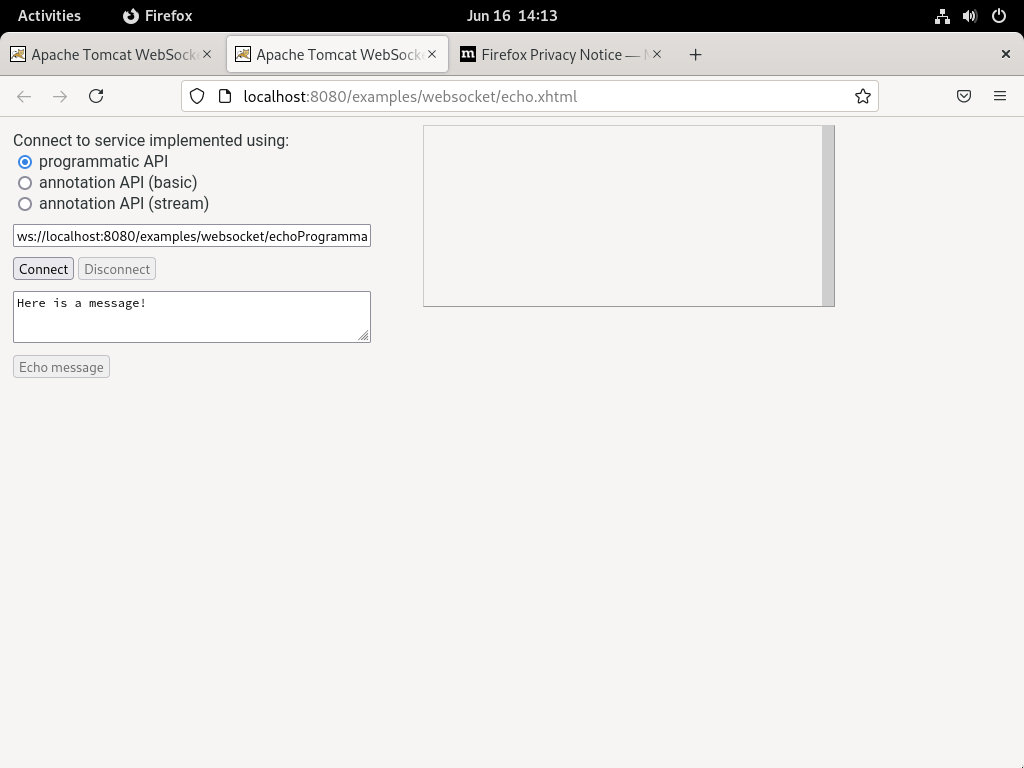 Activities
Firefox
Jun 16 14:13
Apache Tomcat WebSocke
Apache Tomcat WebSocke
m
Firefox Privacy Notice —
localhost:8080/examples/websocket/echo.xhtml
Connect to service implemented using:
programmatic API
annotation API (basic)
annotation API (stream)
ws://localhost:8080/examples/websocket/echoProgramma
Connect
Disconnect
Here is a message!
Echo message